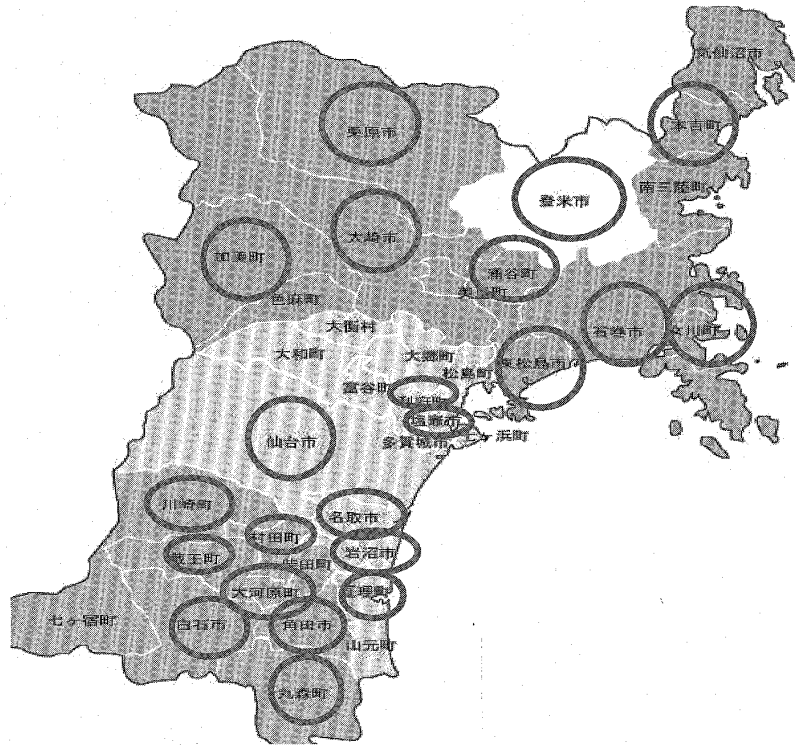 気仙沼市
本吉町
栗原市
南三陸町
登米市
大崎市
加美町
涌谷町
美里町
色麻町
大衡村
石巻市
女川町
大和町
大郷町
東松島市
松島町
富谷町
利府町
塩竈市
仙台市
多賀城市
七ヶ浜町
川崎町
名取市
村田町
岩沼市
蔵王町
柴田町
大河原町
亘理町
七ヶ宿町
白石市
角田市
山元町
丸森町